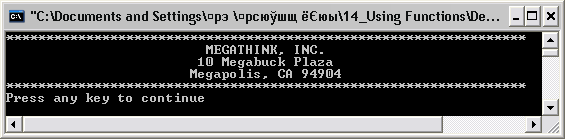 "C:\Documents and Settings\¤рэ \¤рсюўшщ ёЄюы\14_Using Functions\De...
*****************************************************************
MEGATHINK, INC.
10 Megabuck Plaza
Megapolis, CA 94904
*****************************************************************
Press any key to continue